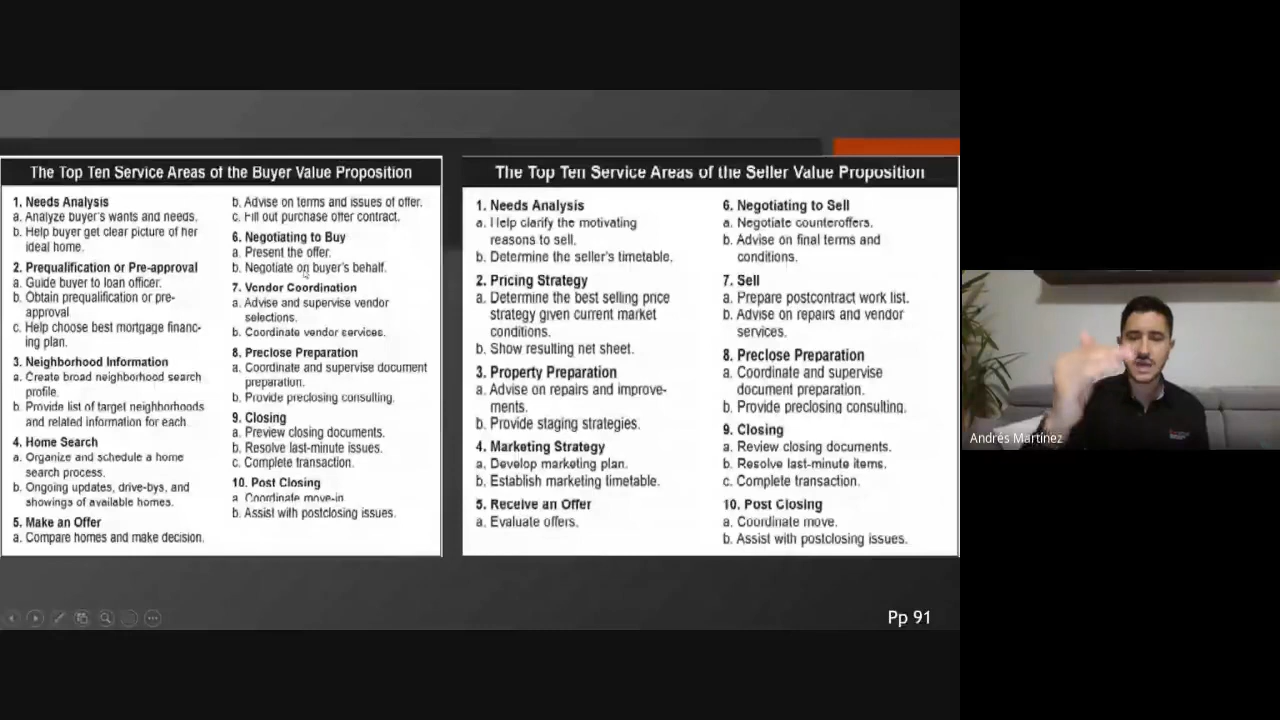 The Top Ten Service Areas of the Buyer Value Proposition
1. Needs Analysis
a. Analyze buyer's wants and needs.
b. Help buyer get clear picture of her
ideal home.
2. Prequalification or Pre-approval
a. Guide buyer to loan officer.
b. Obtain prequalification or pre-
approval
c. Help choose best mortgage financ-
ing plan.
3. Neighborhood Information
a. Create broad neighborhood search
profile.
b. Provide list of target neighborhoods
and related information for each
4. Home Search
a. Organize and schedule a home
search process.
b. Ongoing updates, drive-bys, and
showings of available homes.
5. Make an Offer
a. Compare homes and make decision.
b. Advise on terms and issues of offer.
c. Fill out purchase offer contract.
6. Negotiating to Buy
a. Present the offer.
b. Negotiate on buyer's behalf.
7. Vendor Coordination
a. Advise and supervise vendor
selections.
b. Coordinate vendor services.
8. Preclose Preparation
a. Coordinate and supervise document
preparation.
b. Provide preclosing consulting.
9. Closing
a. Preview closing documents.
b. Resolve last-minute issues.
c. Complete transaction.
10. Post Closing
a. Coordinate move-in
b. Assist with postclosing issues.
The Top Ten Service Areas of the Seller Value Proposition
1. Needs Analysis
a. Help clarify the motivating
reasons to sell.
b. Determine the seller's timetable.
2. Pricing Strategy
a. Determine the best selling price
strategy given current market
conditions.
b. Show resulting net sheet.
3. Property Preparation
a. Advise on repairs and improve-
ments.
b. Provide staging strategies.
4. Marketing Strategy
a. Develop marketing plan.
b. Establish marketing timetable.
5. Receive an Offer
a. Evaluate offers.
6. Negotiating to Sell
a. Negotiate counteroffers.
b. Advise on final terms and
conditions.
7. Sell
a. Prepare postcontract work list.
b. Advise on repairs and vendor
services.
8. Preclose Preparation
a. Coordinate and supervise
document preparation.
b. Provide preclosing consulting.
9. Closing
a. Review closing documents.
b. Resolve last-minute items.
c. Complete transaction.
10. Post Closing
a. Coordinate move.
b. Assist with postclosing issues.
Pp 91
Andrés Martínez